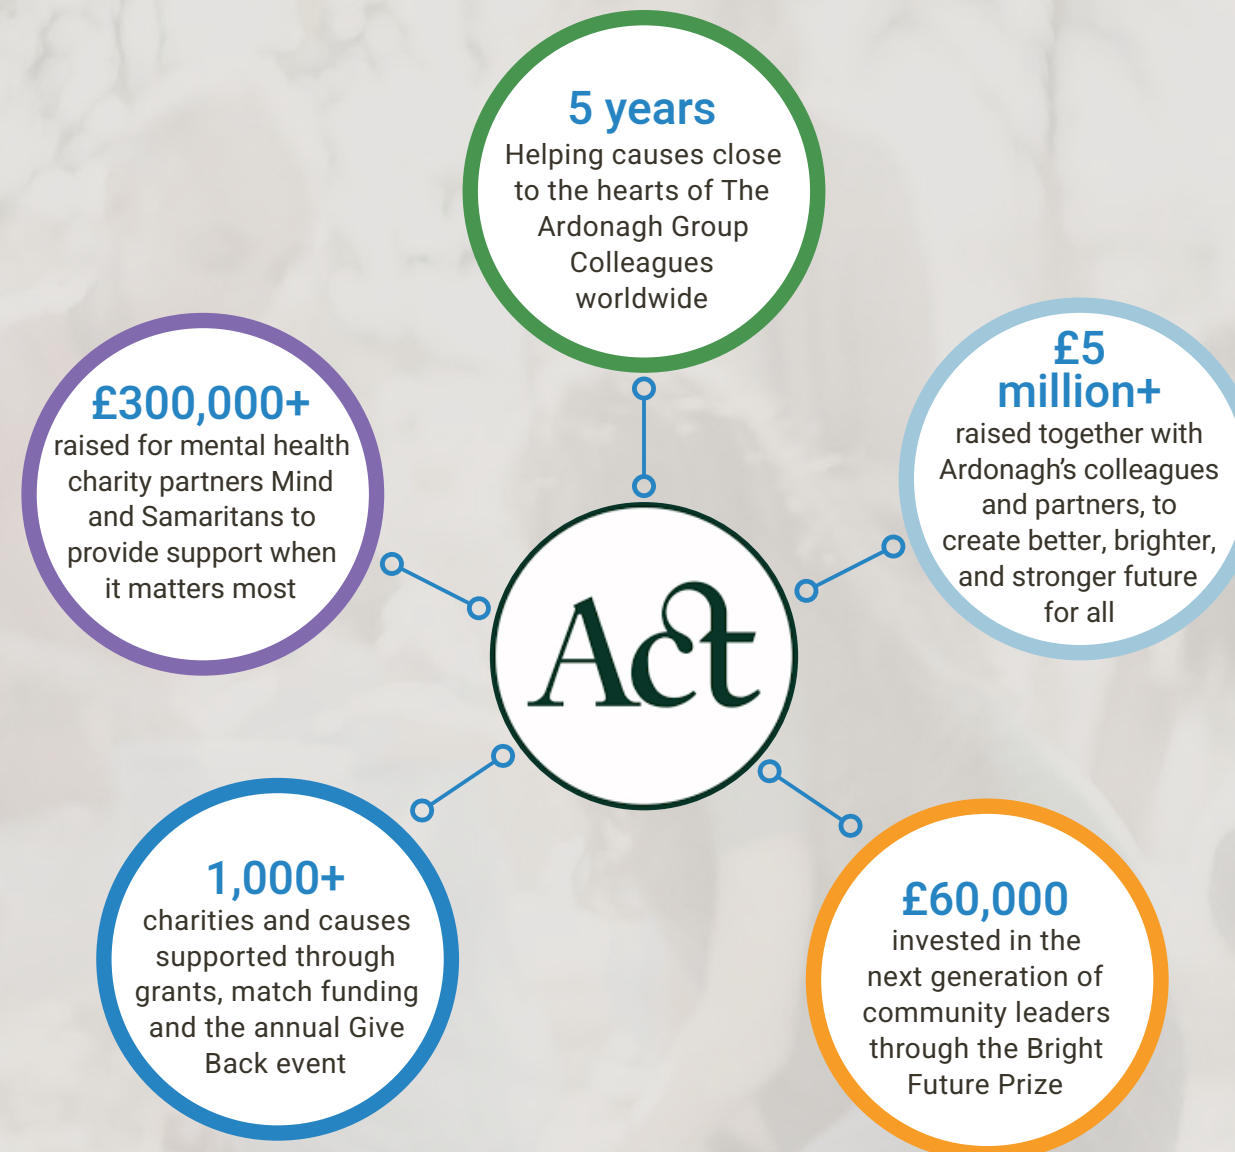 5 years
Helping causes close
to the hearts of The
Ardonagh Group
Colleagues
worldwide
£300,000+
raised for mental health
charity partners Mind
and Samaritans to
provide support when
it matters most
£5
million+
raised together with
Ardonagh’s colleagues
and partners, to
create better, brighter,
and stronger future
for all
Act
1,000+
charities and causes
supported through
grants, match funding
and the annual Give
Back event
£60,000
invested in the
next generation of
community leaders
through the Bright
Future Prize